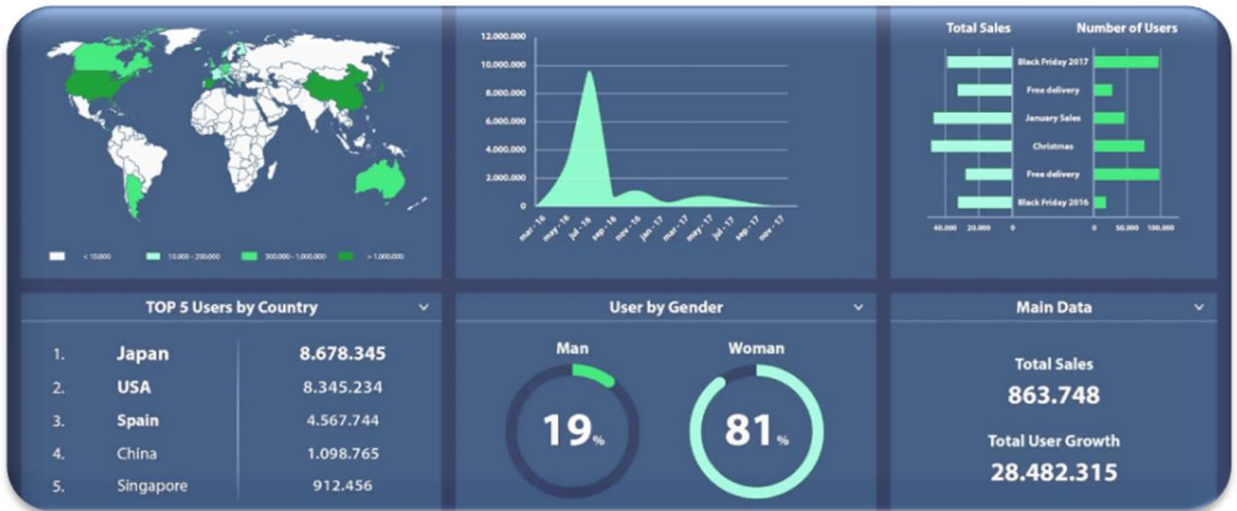 < 10.000
10.000 - 200.000
300.000 - 1.000.000
> 1.000.000
12.000.000
10.000.000
8.000.000
6.000.000
4.000.000
2.000.000
0
mar - 16
may - 16
jul - 16
sep - 16
nov - 16
jan - 17
mar - 17
may - 17
jul - 17
sep - 17
nov - 17
Total Sales Number of Users
Black Friday 2017
Free delivery
January Sales
Christmas
Free delivery
Black Friday 2016
40.000 20.000 0 0 50.000 100.000
TOP 5 Users by Country
1. Japan 8.678.345
2. USA 8.345.234
3. Spain 4.567.744
4. China 1.098.765
5. Singapore 912.456
User by Gender
Man Woman
19% 81%
Main Data
Total Sales
863.748
Total User Growth
28.482.315